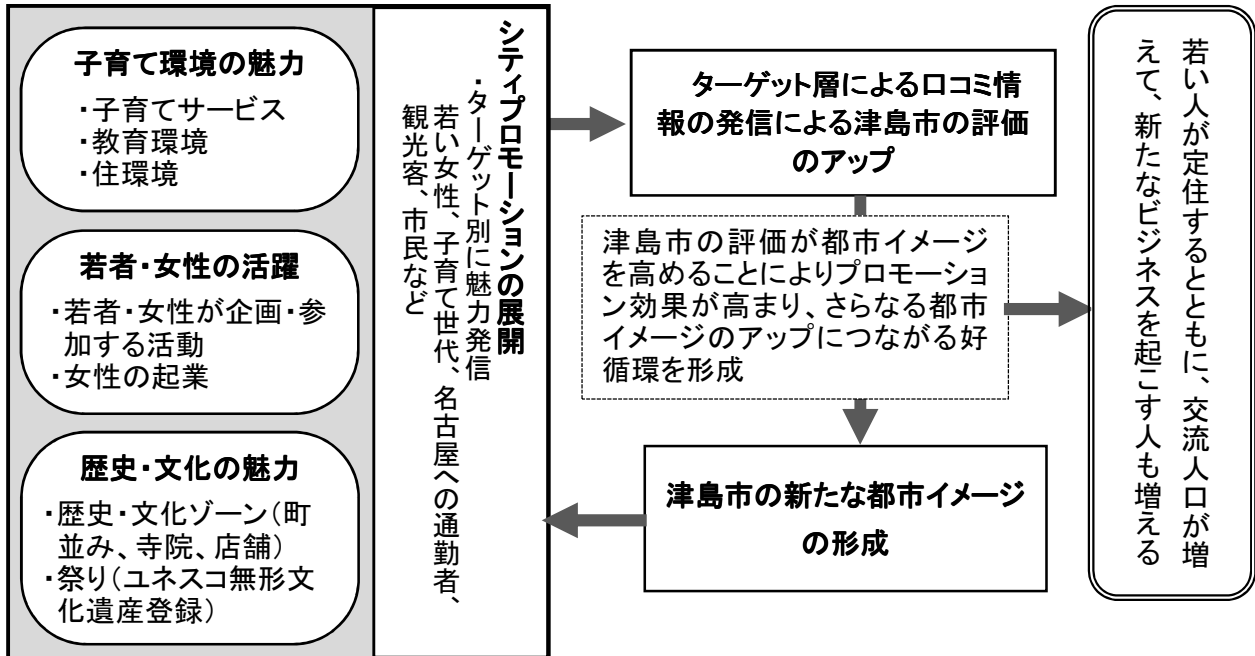 子育て環境の魅力
・子育てサービス
・教育環境
・住環境
若者・女性の活躍
・若者・女性が企画・参
加する活動
・女性の起業
歴史・文化の魅力
・歴史・文化ゾーン（町
並み、寺院、店舗）
・祭り（ユネスコ無形文
化遺産登録）
シティプロモーションの展開
・ターゲット別に魅力発信
若い女性、子育て世代、名古屋への通勤者、
観光客、市民など
ターゲット層による口コミ情
報の発信による津島市の評価
のアップ
津島市の評価が都市イメージ
を高めることによりプロモーショ
ン効果が高まり、さらなる都市
イメージのアップにつながる好
循環を形成
津島市の新たな都市イメージ
の形成
若い人が定住するとともに、交流人口が増
えて、新たなビジネスを起こす人も増える